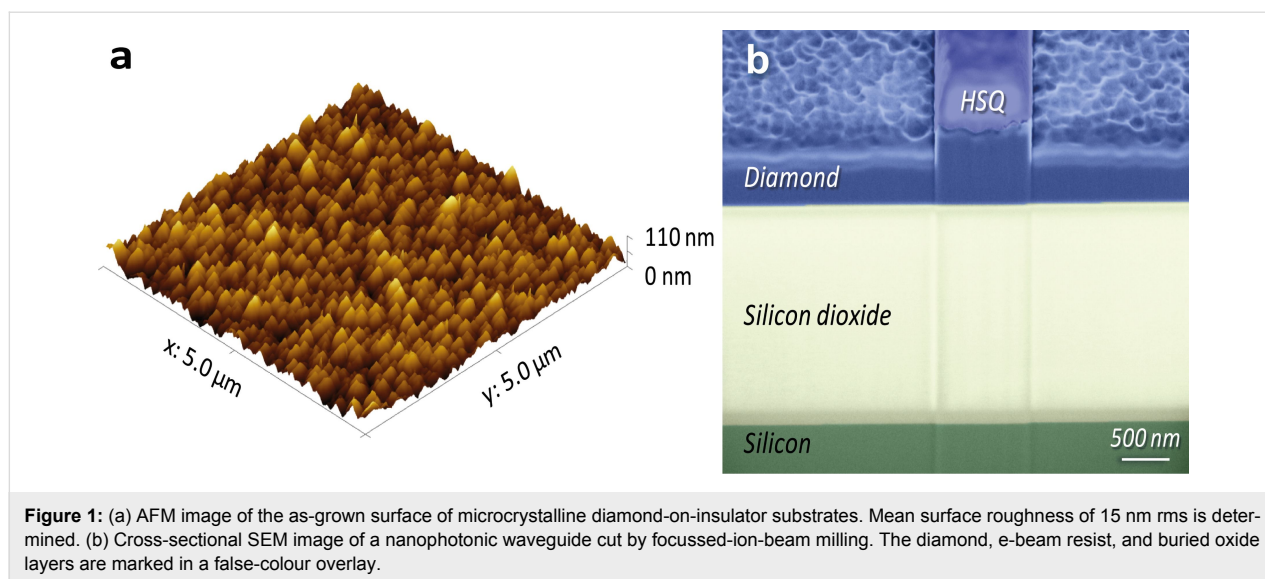 a
110 nm
0 nm
x: 5.0 µm
y: 5.0 µm
b
HSQ
Diamond
Silicon dioxide
Silicon
500 nm
Figure 1: (a) AFM image of the as-grown surface of microcrystalline diamond-on-insulator substrates. Mean surface roughness of 15 nm rms is deter-
mined. (b) Cross-sectional SEM image of a nanophotonic waveguide cut by focussed-ion-beam milling. The diamond, e-beam resist, and buried oxide
layers are marked in a false-colour overlay.